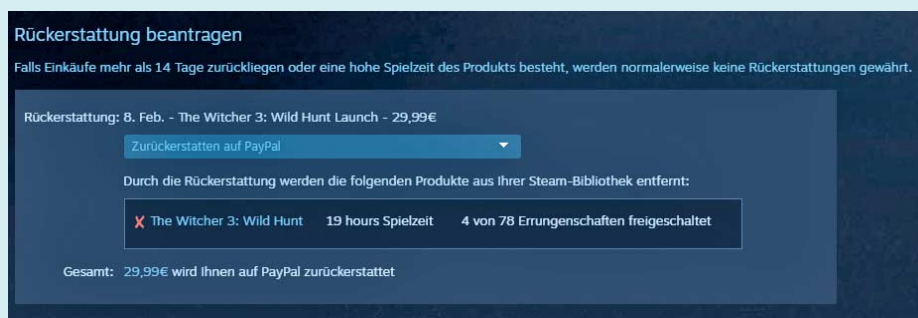 Rückerstattung beantragen
Falls Einkäufe mehr als 14 Tage zurückliegen oder eine hohe Spielzeit des Produkts besteht, werden normalerweise keine Rückerstattungen gewährt.
Rückerstattung: 8. Feb. - The Witcher 3: Wild Hunt Launch - 29,99€
Zurückerstatten auf PayPal
Durch die Rückerstattung werden die folgenden Produkte aus Ihrer Steam-Bibliothek entfernt:
✗ The Witcher 3: Wild Hunt 19 hours Spielzeit 4 von 78 Errungenschaften freigeschaltet
Gesamt: 29,99€ wird Ihnen auf PayPal zurückerstattet